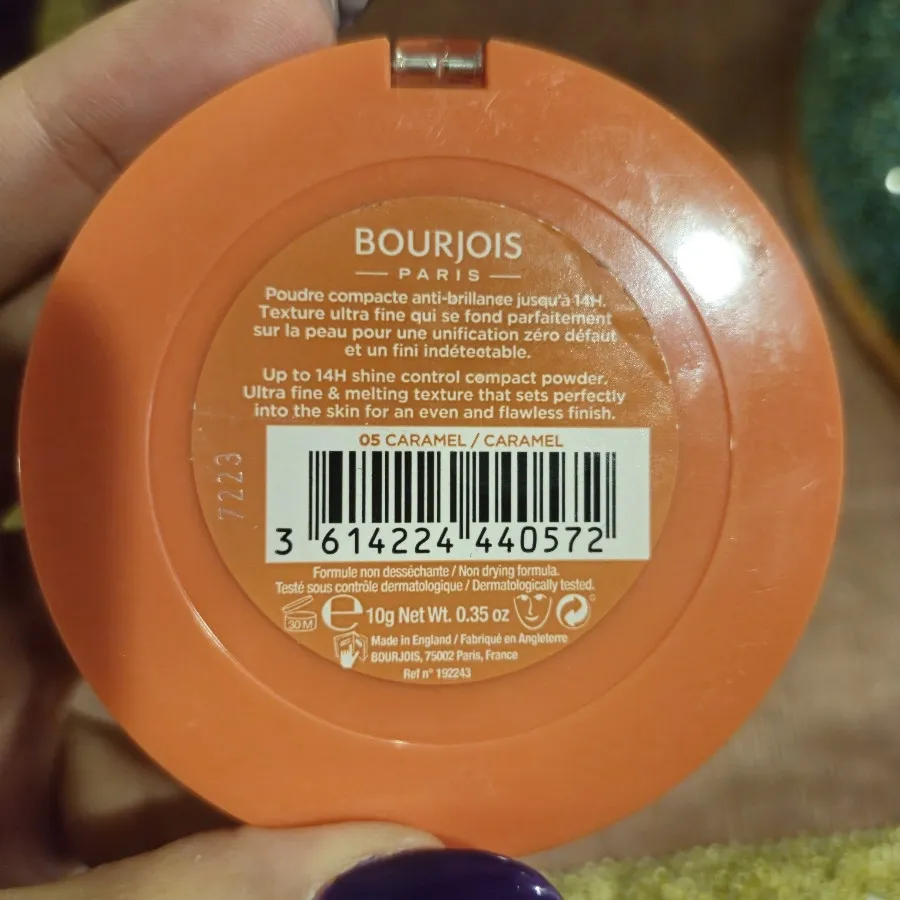 BOURJOIS
PARIS
Poudre compacte anti-brillance jusqu'à 14H.
Texture ultra fine qui se fond parfaitement
sur la peau pour une unification zéro défaut
et un fini indétectable.
Up to 14H shine control compact powder.
Ultra fine & melting texture that sets perfectly
into the skin for an even and flawless finish.
05 CARAMEL / CARAMEL
7223
3 614224 440572
Formule non desséchante / Non drying formula.
Testé sous contrôle dermatologique / Dermatologically tested.
30 M
e 10g Net Wt. 0.35 oz
Made in England / Fabriqué en Angleterre
BOURJOIS, 75002 Paris, France
Ref n° 192243